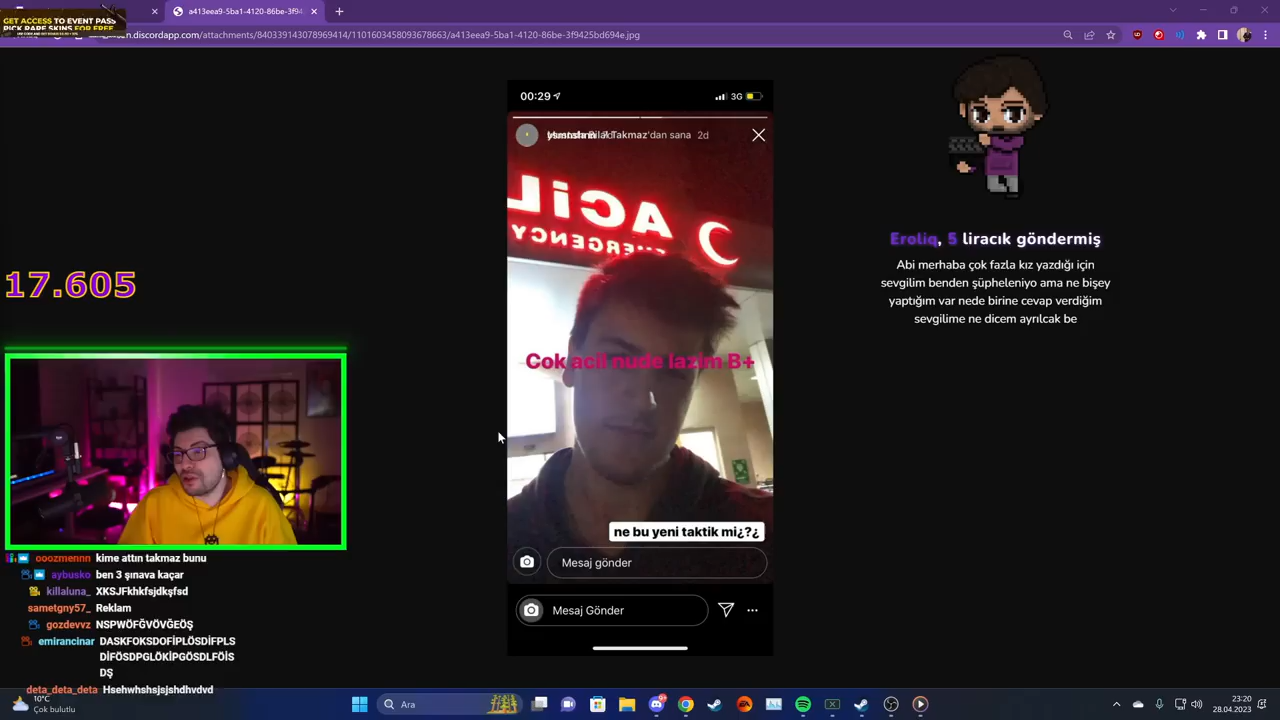 GET ACCESS TO EVENT PASS
PICK RARE SKINS FOR FREE
a413eea9-5ba1-4120-86be-3f94
discordapp.com/attachments/840339143078969414/1101603458093678663/a413eea9-5ba1-4120-86be-3f9425bd694e.jpg
00:29
3G
Takmaz'dan sana 2d
ACİL
EMERGENCY
Cok acil nude lazim B+
ne bu yeni taktik mi¿?¿
Mesaj gönder
Mesaj Gönder
Eroliq, 5 liracık göndermiş
Abi merhaba çok fazla kız yazdığı için
sevgilim benden şüpheleniyo ama ne bişey
yaptığım var nede birine cevap verdiğim
sevgilime ne dicem ayrılcak be
17.605
ooozmennn kime attın takmaz bunu
aybusko ben 3 şınava kaçar
killaluna_ XKSJFkhkfsjdkşfsd
sametgny57_ Reklam
gozdevvz NSPWÖFĞVÖVĞEÖŞ
emirancinar DASKFOKSDOFİPLÖSDİFPLS
DİFÖSDPGLÖKİPGÖSDLFÖİS
DŞ
deta_deta_deta Hsehwhshsjsjshdhvdvd
10°C
Çok bulutlu
Ara
23:20
28.04.2023